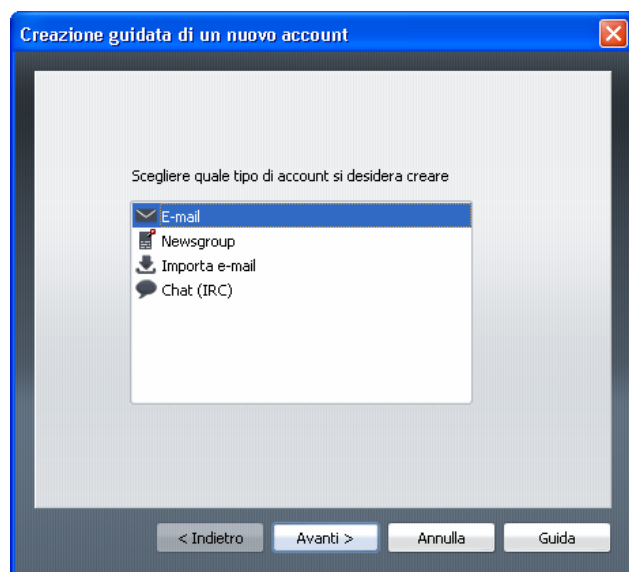 Creazione guidata di un nuovo account
Scegliere quale tipo di account si desidera creare
E-mail
Newsgroup
Importa e-mail
Chat (IRC)
< Indietro
Avanti >
Annulla
Guida